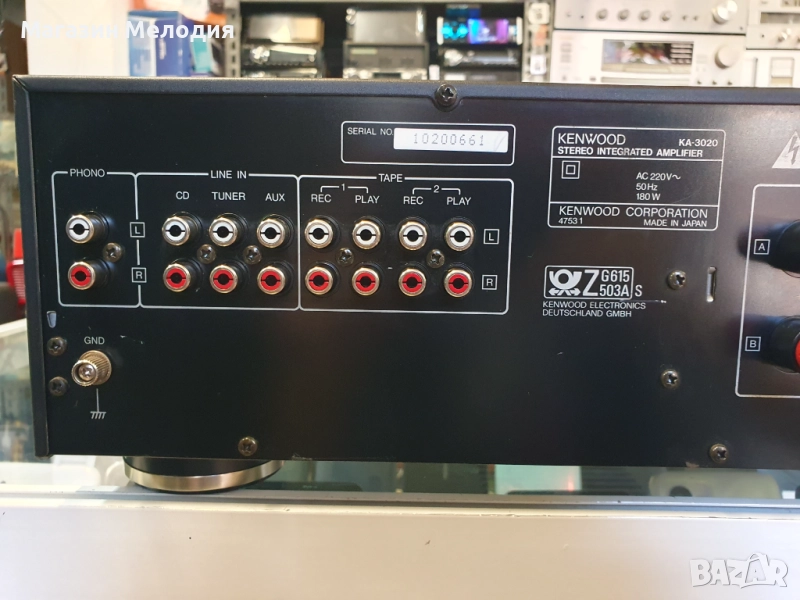 Магазин Мелодия
SERIAL NO. 10200661
KENWOOD KA-3020
STEREO INTEGRATED AMPLIFIER
AC 220V~
50Hz
180 W
KENWOOD CORPORATION
47531 MADE IN JAPAN
PHONO
LINE IN
CD TUNER AUX
TAPE
1 2
REC PLAY REC PLAY
L L
R R
Z G615 503A S
KENWOOD ELECTRONICS
DEUTSCHLAND GMBH
A
B
GND
BAZAR